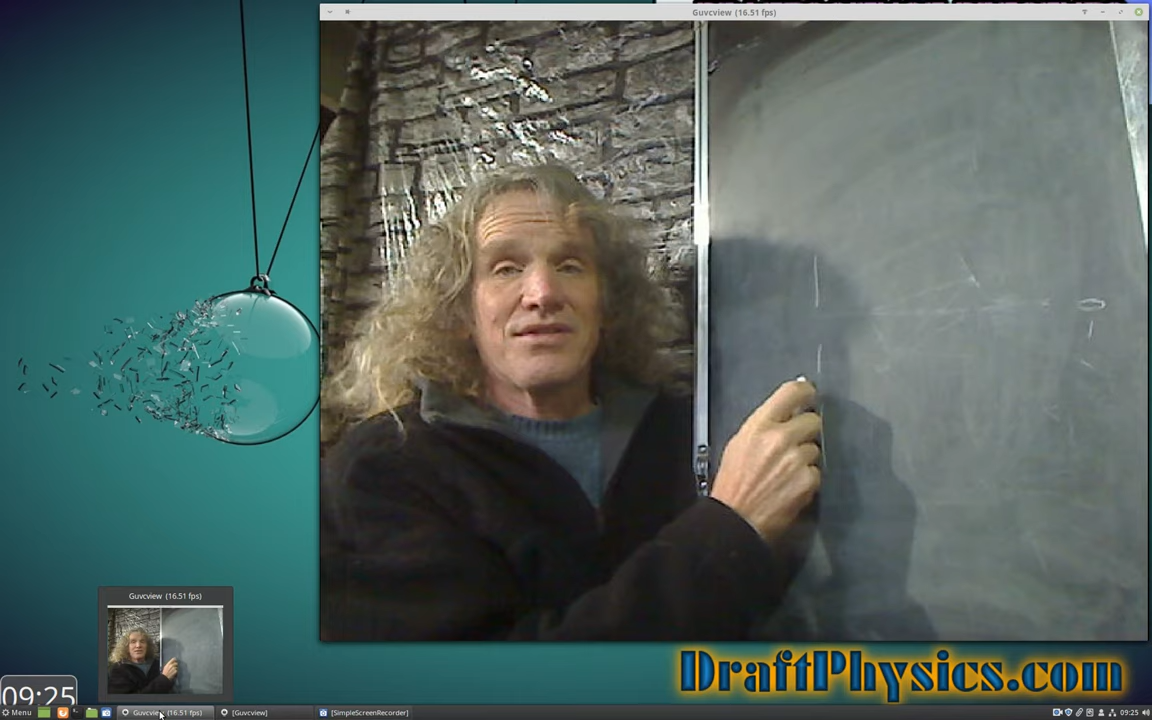 Guvcview (16.51 fps)
Guvcview (16.51 fps)
DraftPhysics.com
09:25
Menu
Guvcview (16.51 fps)
[Guvcview]
[SimpleScreenRecorder]
09:25